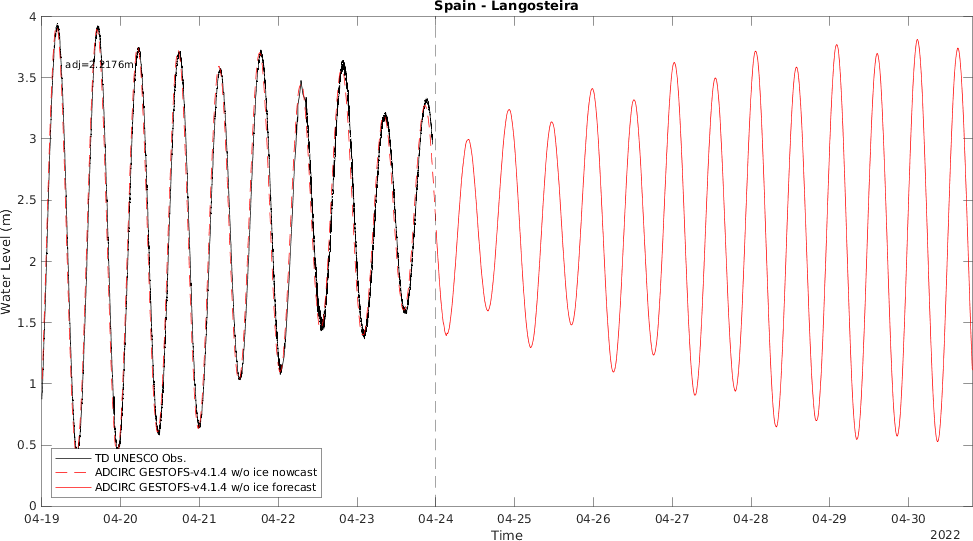 Spain - Langosteira
4
3.5
3
2.5
2
1.5
1
0.5
0
Water Level (m)
adj=2.2176m
TD UNESCO Obs.
ADCIRC GESTOFS-v4.1.4 w/o ice nowcast
ADCIRC GESTOFS-v4.1.4 w/o ice forecast
04-19 04-20 04-21 04-22 04-23 04-24 04-25 04-26 04-27 04-28 04-29 04-30
Time
2022